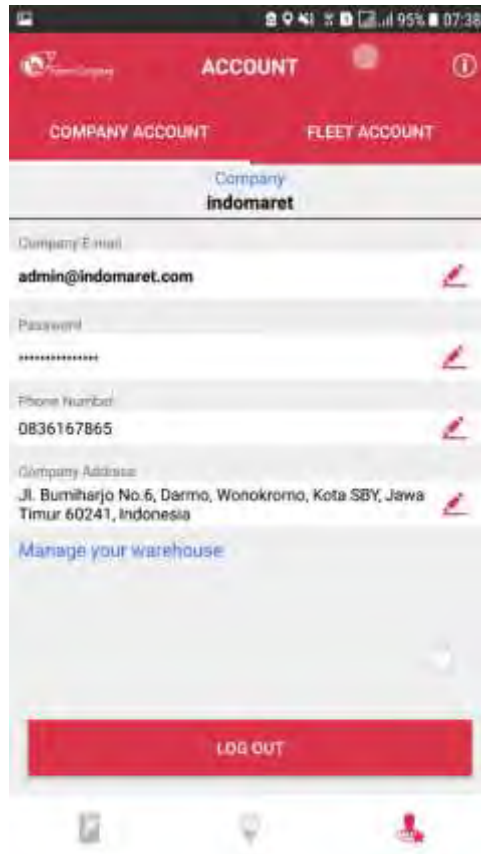 95% 07:38
ACCOUNT
COMPANY ACCOUNT
FLEET ACCOUNT
Company
indomaret
Company E-mail
admin@indomaret.com
Password
Phone Number
0836167865
Company Address
Jl. Bumiharjo No.6, Darmo, Wonokromo, Kota SBY, Jawa
Timur 60241, Indonesia
Manage your warehouse
LOG OUT